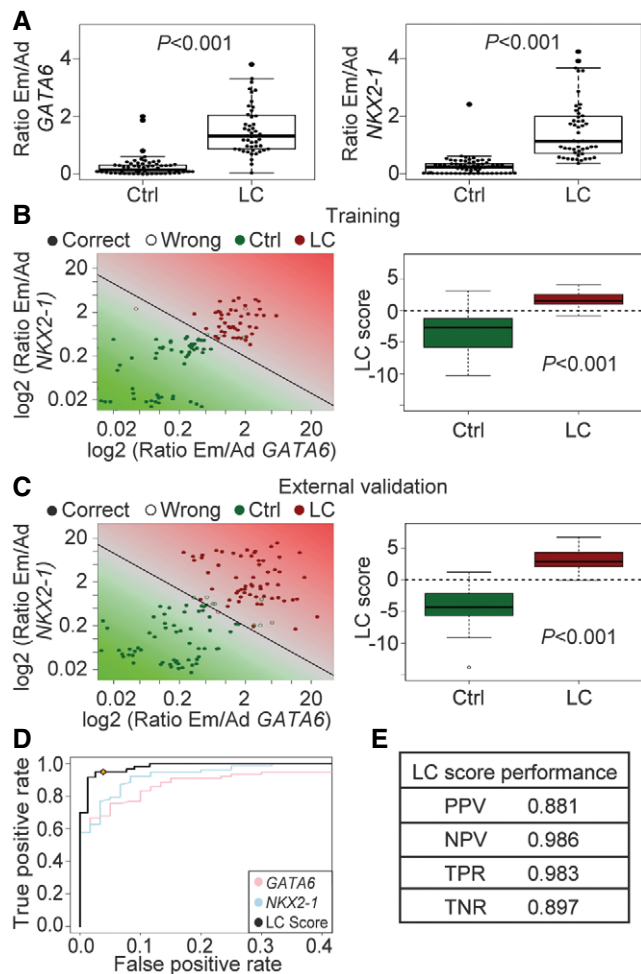 A
P<0.001
Ratio Em/Ad
GATA6
4
2
0
Ctrl
LC
P<0.001
Ratio Em/Ad
NKX2-1
4
2
0
Ctrl
LC
B
Training
Correct
Wrong
Ctrl
LC
log2 (Ratio Em/Ad
NKX2-1)
20
2
0.2
0.02
0.02
0.2
2
20
log2 (Ratio Em/Ad GATA6)
LC score
5
0
-5
-10
P<0.001
Ctrl
LC
C
External validation
Correct
Wrong
Ctrl
LC
log2 (Ratio Em/Ad
NKX2-1)
20
2
0.2
0.02
0.02
0.2
2
20
log2 (Ratio Em/Ad GATA6)
LC score
5
0
-5
-10
P<0.001
Ctrl
LC
D
True positive rate
1.0
0.8
0.6
0.4
0.2
0.0
0.0
0.1
0.2
0.3
0.4
False positive rate
GATA6
NKX2-1
LC Score
E
LC score performance
PPV 0.881
NPV 0.986
TPR 0.983
TNR 0.897